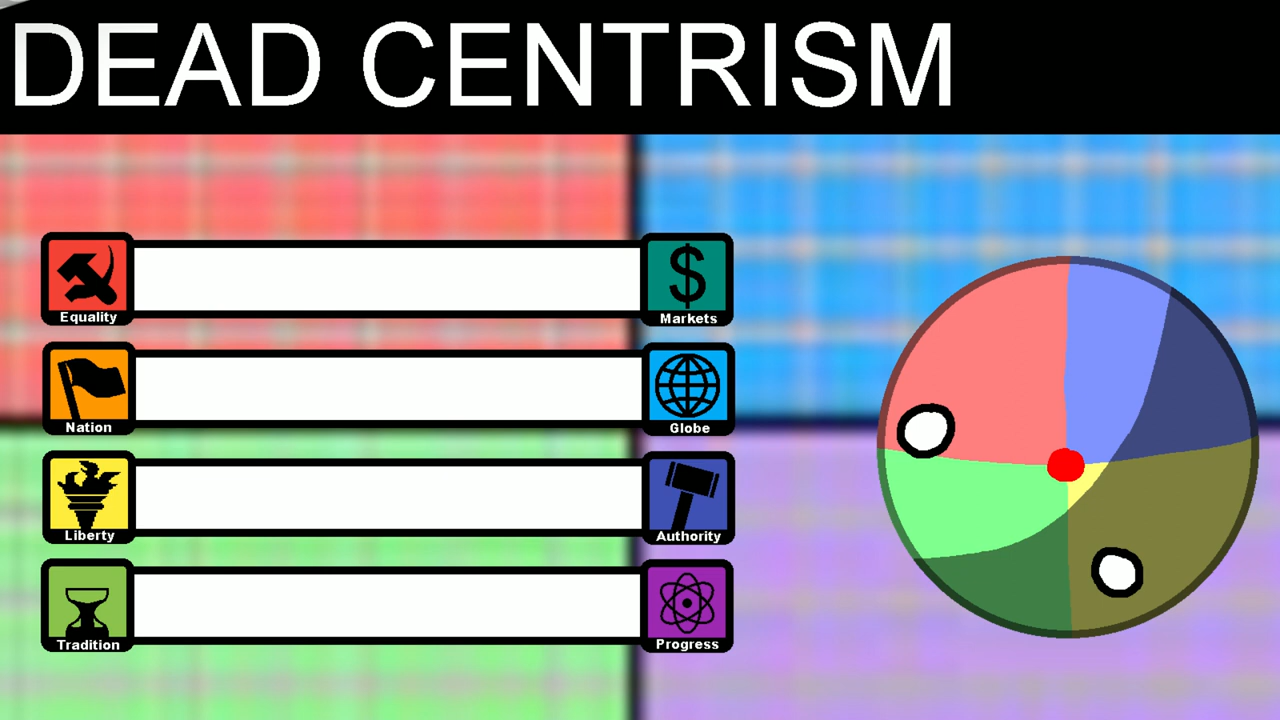 DEAD CENTRISM
Equality
$
Markets
Nation
Globe
Liberty
Authority
Tradition
Progress